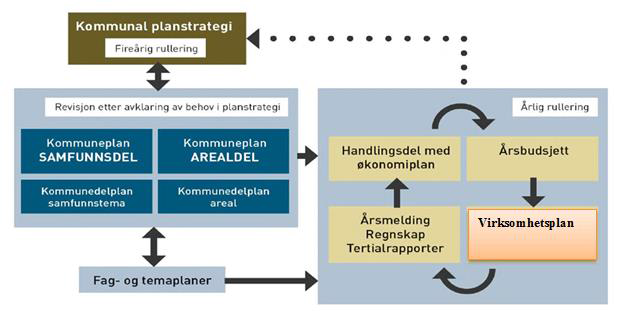 Kommunal planstrategi
Fireårig rullering
Revisjon etter avklaring av behov i planstrategi
Kommuneplan
SAMFUNNSDEL
Kommuneplan
AREALDEL
Kommunedelplan
samfunnstema
Kommunedelplan
areal
Fag- og temaplaner
Årlig rullering
Handlingsdel med
økonomiplan
Årsbudsjett
Årsmelding
Regnskap
Tertialrapporter
Virksomhetsplan